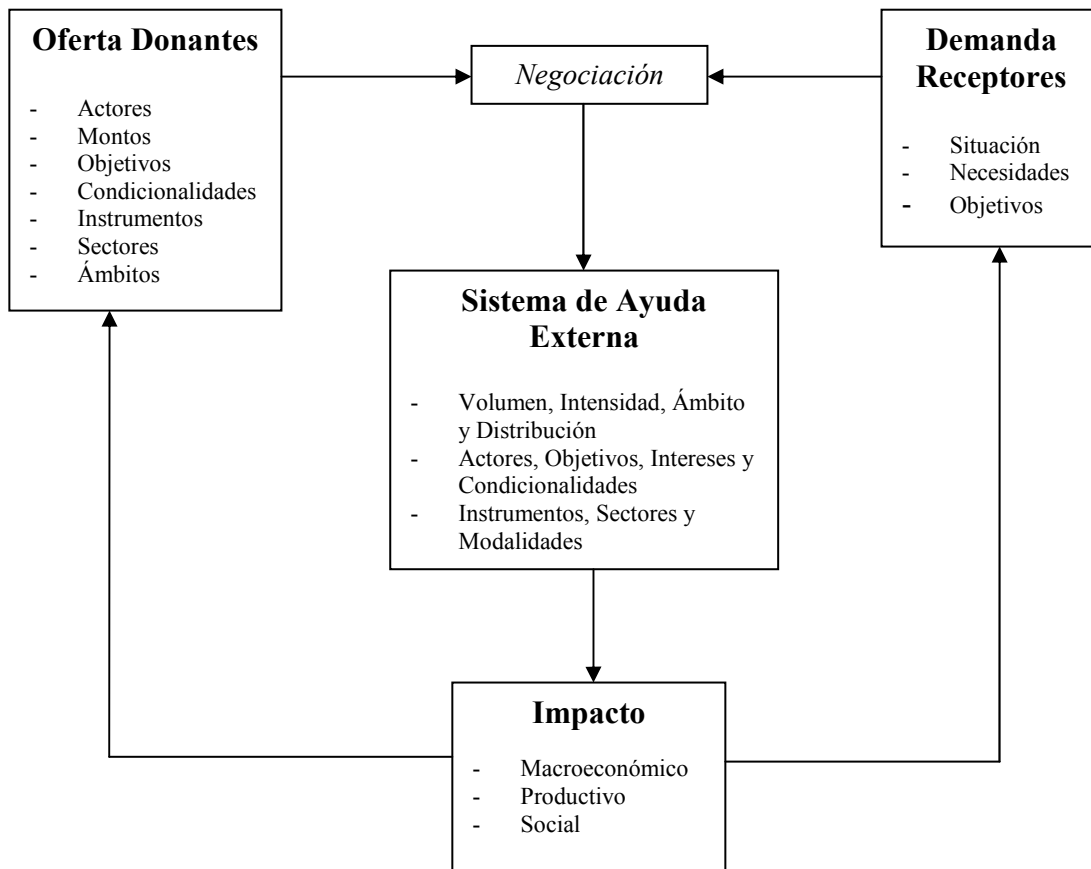 Oferta Donantes
- Actores
- Montos
- Objetivos
- Condicionalidades
- Instrumentos
- Sectores
- Ámbitos
Negociación
Demanda
Receptores
- Situación
- Necesidades
- Objetivos
Sistema de Ayuda
Externa
- Volumen, Intensidad, Ámbito
y Distribución
- Actores, Objetivos, Intereses y
Condicionalidades
- Instrumentos, Sectores y
Modalidades
Impacto
- Macroeconómico
- Productivo
- Social